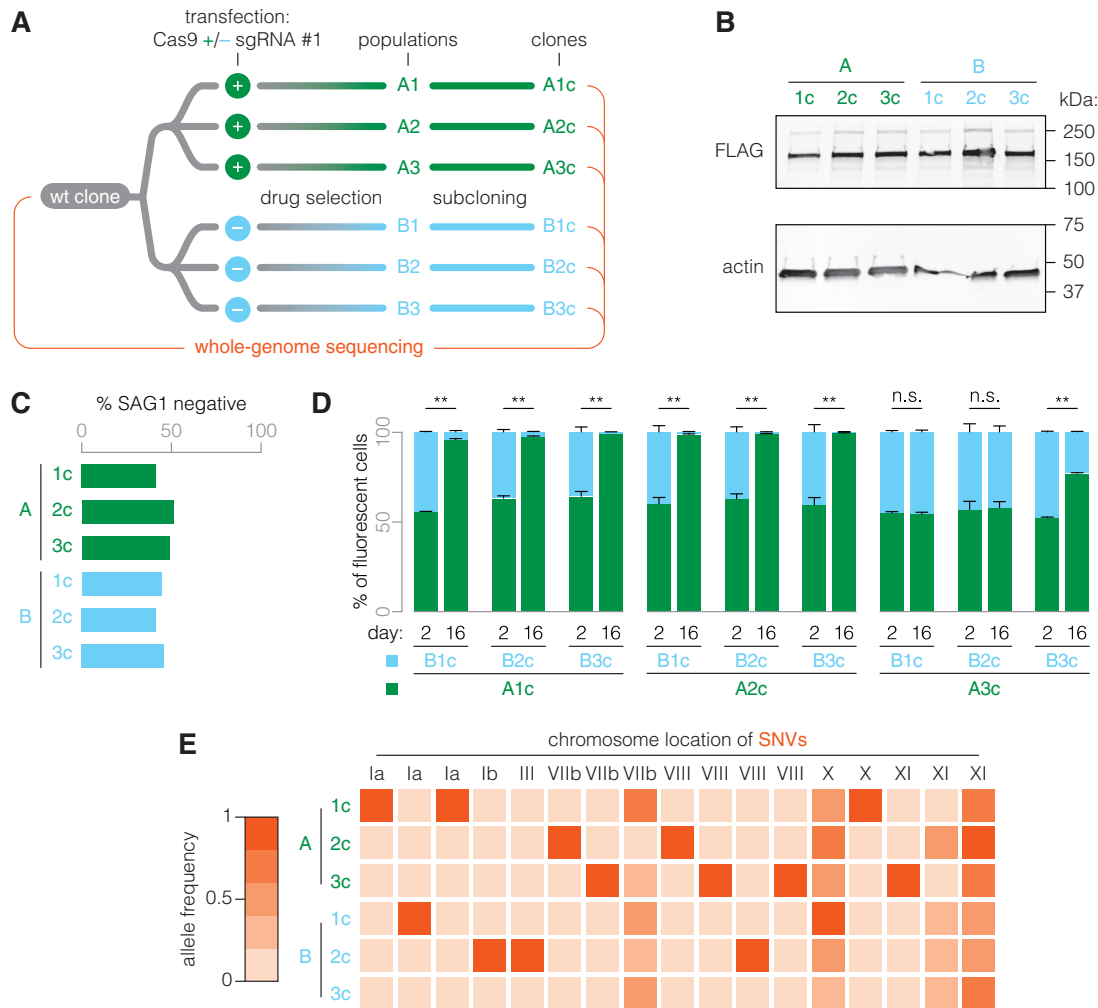 A
transfection:
Cas9 +/− sgRNA #1
populations
clones
+ A1 A1c
+ A2 A2c
+ A3 A3c
wt clone
drug selection subcloning
− B1 B1c
− B2 B2c
− B3 B3c
whole-genome sequencing
B
A B
1c 2c 3c 1c 2c 3c kDa:
FLAG
250
150
100
actin
75
50
37
C
% SAG1 negative
0 50 100
A
1c
2c
3c
B
1c
2c
3c
D
** ** ** ** ** ** n.s. n.s. **
% of fluorescent cells
100
50
0
day: 2 16 2 16 2 16 2 16 2 16 2 16 2 16 2 16 2 16
B1c B2c B3c B1c B2c B3c B1c B2c B3c
A1c A2c A3c
E
chromosome location of SNVs
Ia Ia Ia Ib III VIIb VIIb VIIb VIII VIII VIII VIII X X XI XI XI
allele frequency
1
0.5
0
A
1c
2c
3c
B
1c
2c
3c